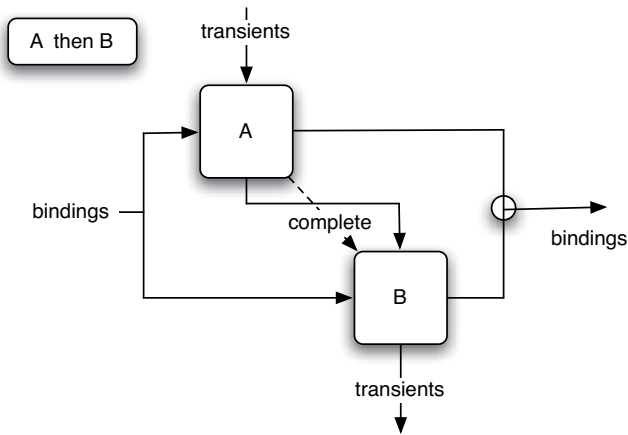 transients
A then B
A
bindings
complete
bindings
B
transients